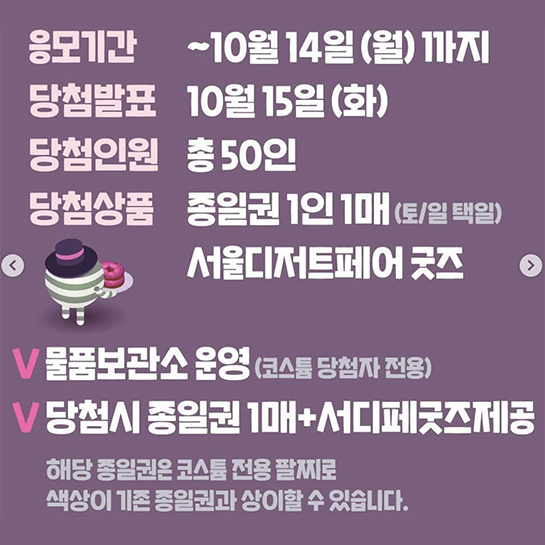 응모기간 ~10월 14일 (월) 1까지
당첨발표 10월 15일 (화)
당첨인원 총 50인
당첨상품 종일권 1인 1매 (토/일 택일)
서울디저트페어 굿즈
V 물품보관소 운영 (코스튬 당첨자 전용)
V 당첨시 종일권 1매+서디페굿즈제공
해당 종일권은 코스튬 전용 팔찌로
색상이 기존 종일권과 상이할 수 있습니다.